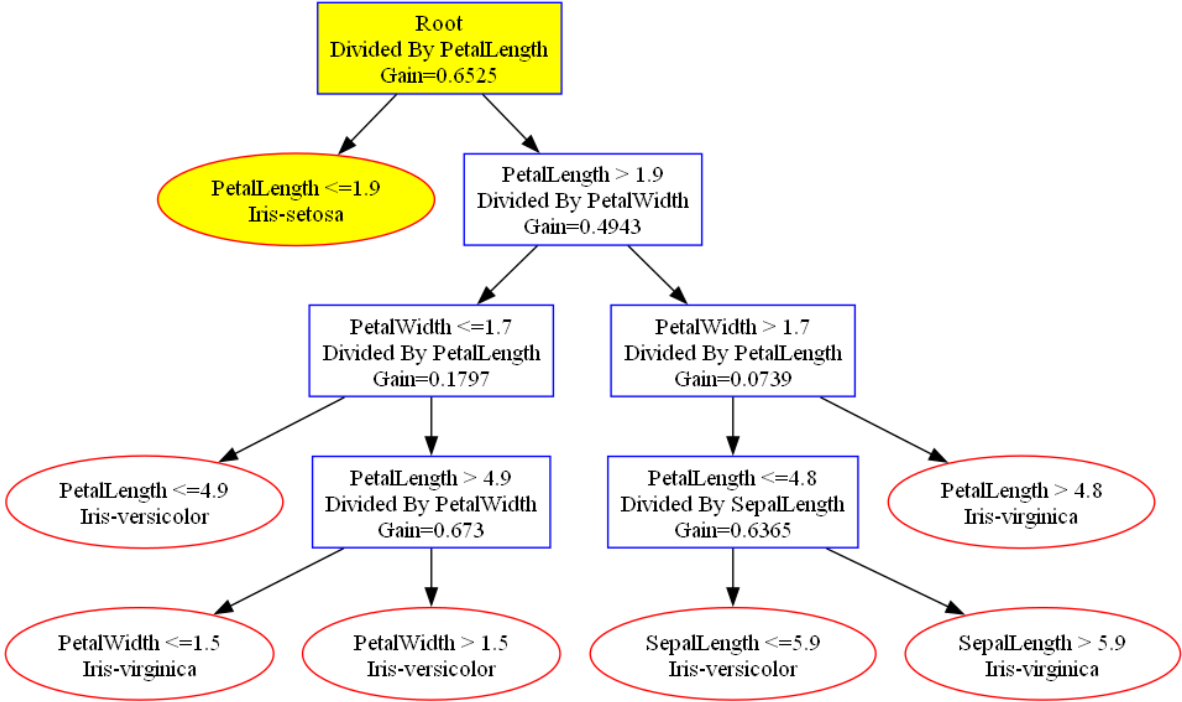 Root
Divided By PetalLength
Gain=0.6525
PetalLength <=1.9
Iris-setosa
PetalLength > 1.9
Divided By PetalWidth
Gain=0.4943
PetalWidth <=1.7
Divided By PetalLength
Gain=0.1797
PetalWidth > 1.7
Divided By PetalLength
Gain=0.0739
PetalLength <=4.9
Iris-versicolor
PetalLength > 4.9
Divided By PetalWidth
Gain=0.673
PetalLength <=4.8
Divided By SepalLength
Gain=0.6365
PetalLength > 4.8
Iris-virginica
PetalWidth <=1.5
Iris-virginica
PetalWidth > 1.5
Iris-versicolor
SepalLength <=5.9
Iris-versicolor
SepalLength > 5.9
Iris-virginica